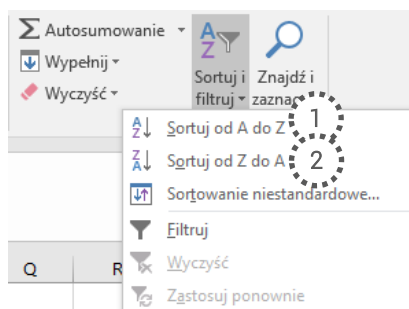 Autosumowanie
Wypełnij
Wyczyść
Sortuj i
filtruj
Znajdź i
Sortuj od A do Z 1
Sortuj od Z do A 2
Sortowanie niestandardowe...
Filtruj
Wyczyść
Zastosuj ponownie
Q R